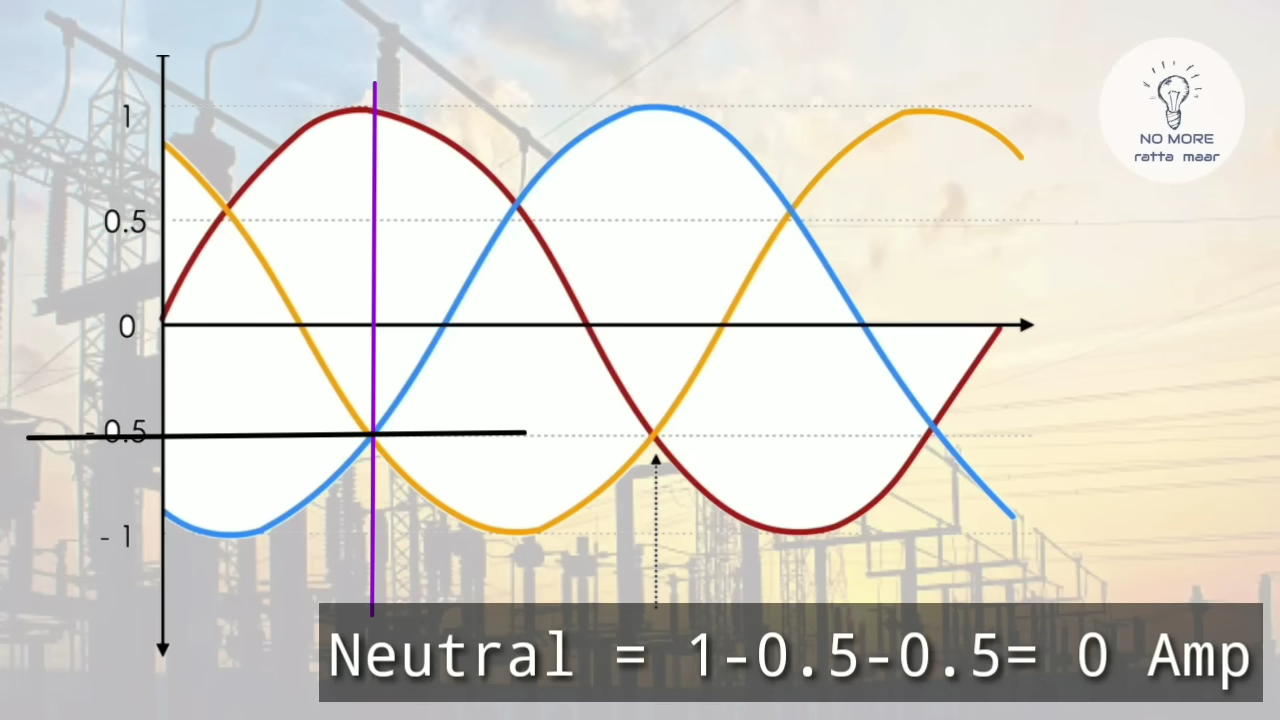 1
0.5
0
- 0.5
- 1
NO MORE
ratta maar
Neutral = 1-0.5-0.5= 0 Amp